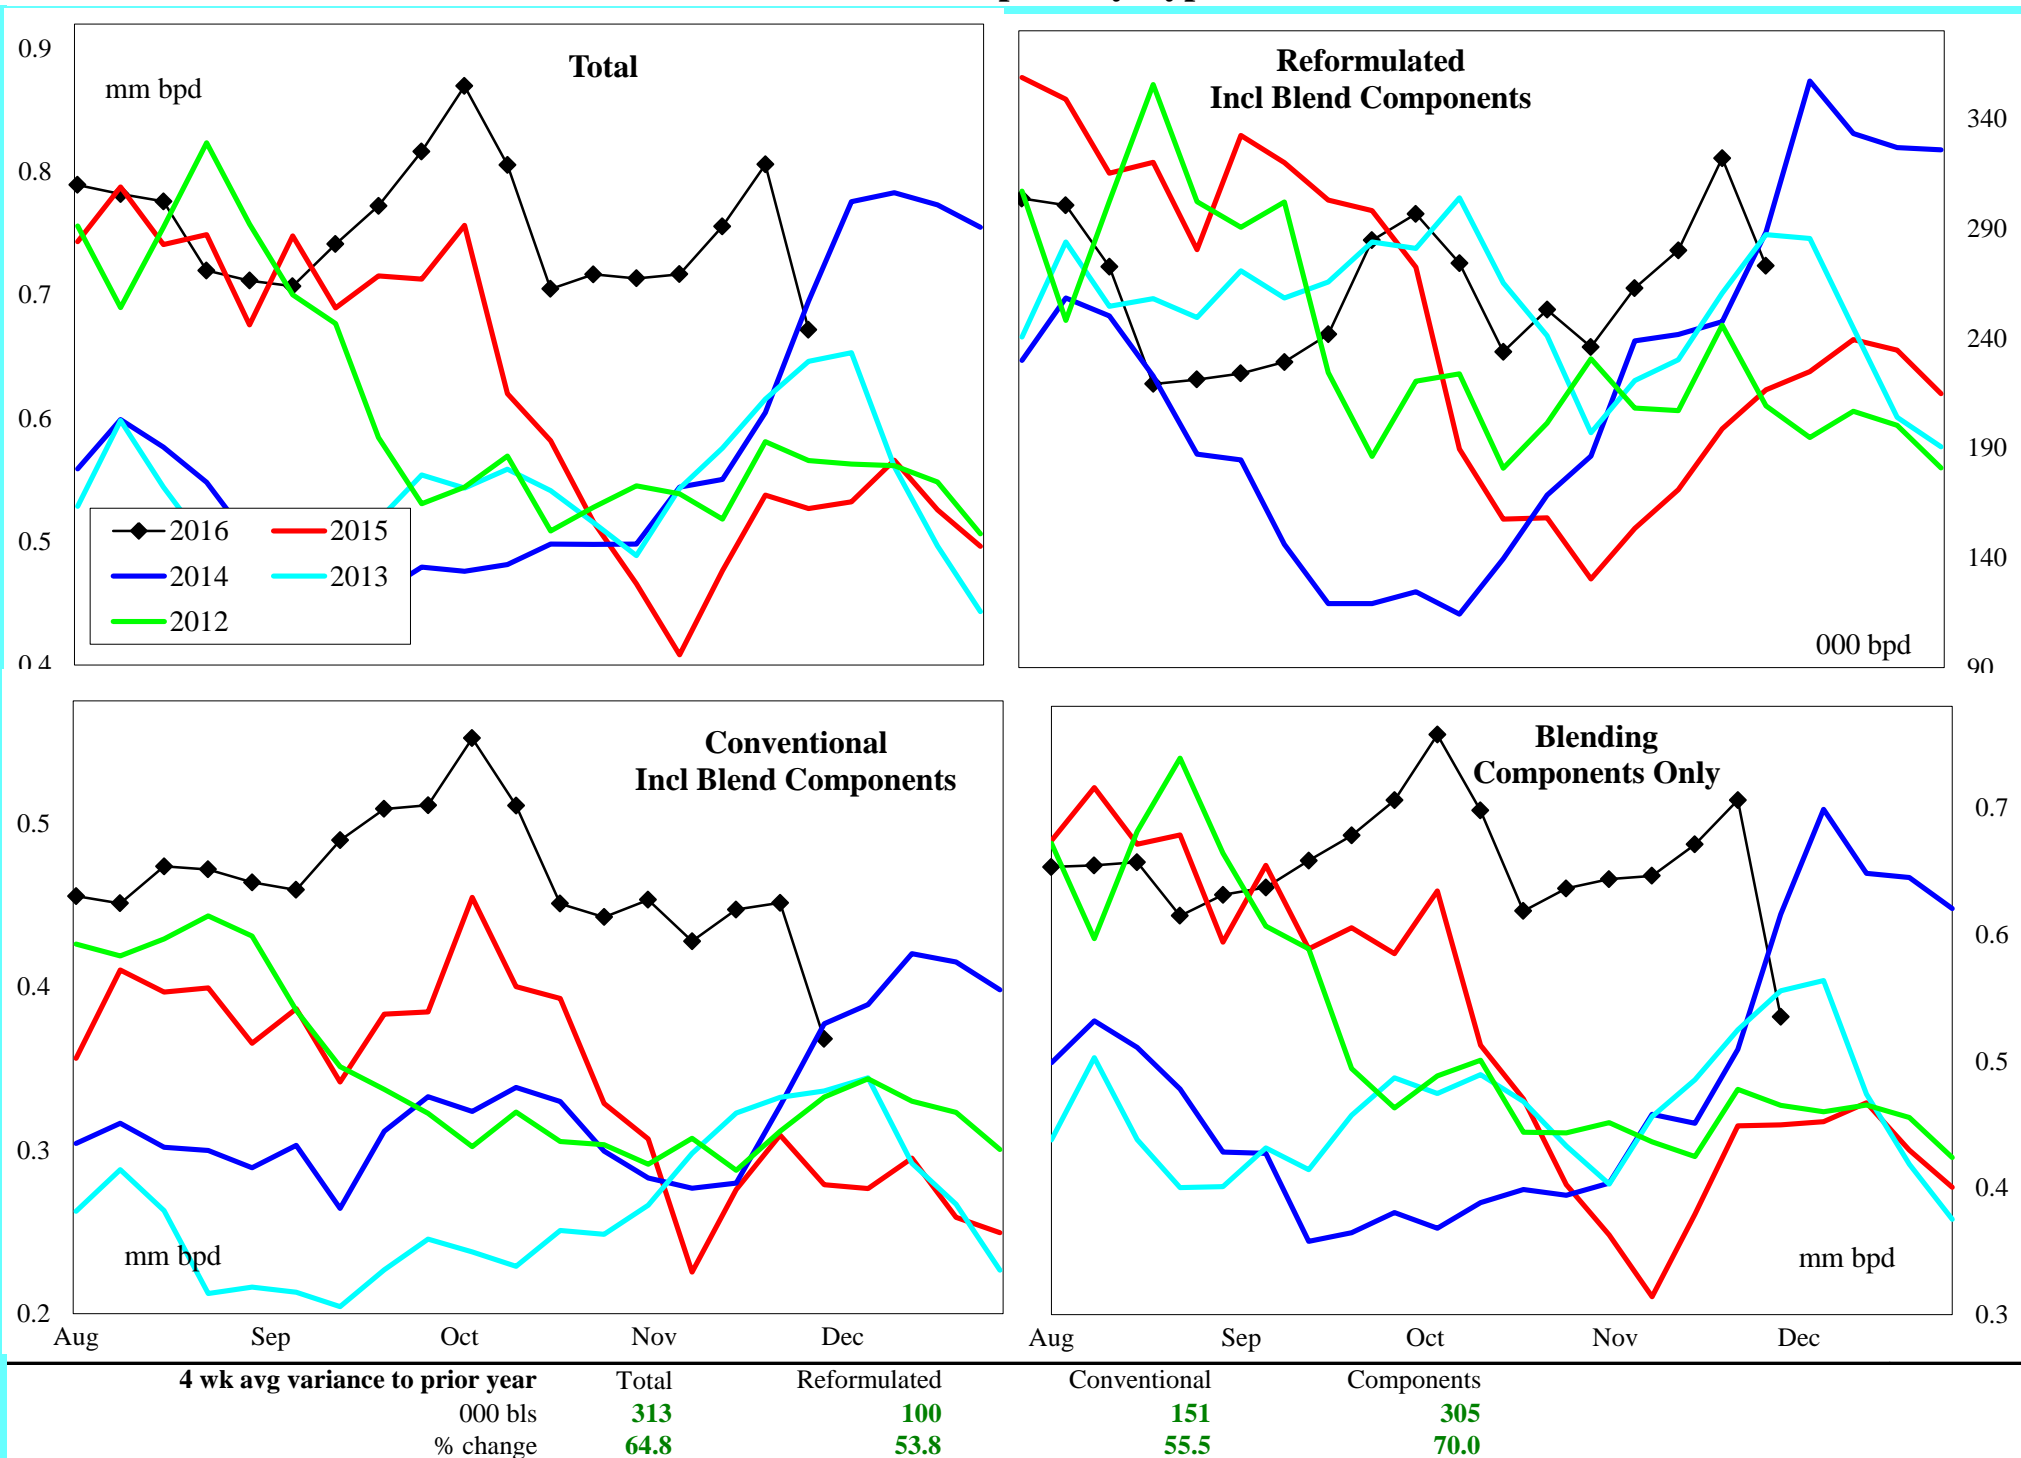 Total
mm bpd
0.9
0.8
0.7
0.6
0.5
0.4
2016 2015
2014 2013
2012
Reformulated
Incl Blend Components
340
290
240
190
140
90
000 bpd
Conventional
Incl Blend Components
0.5
0.4
0.3
0.2
mm bpd
Aug Sep Oct Nov Dec
Blending
Components Only
0.7
0.6
0.5
0.4
0.3
mm bpd
Aug Sep Oct Nov Dec
4 wk avg variance to prior year Total Reformulated Conventional Components
000 bls 313 100 151 305
% change 64.8 53.8 55.5 70.0